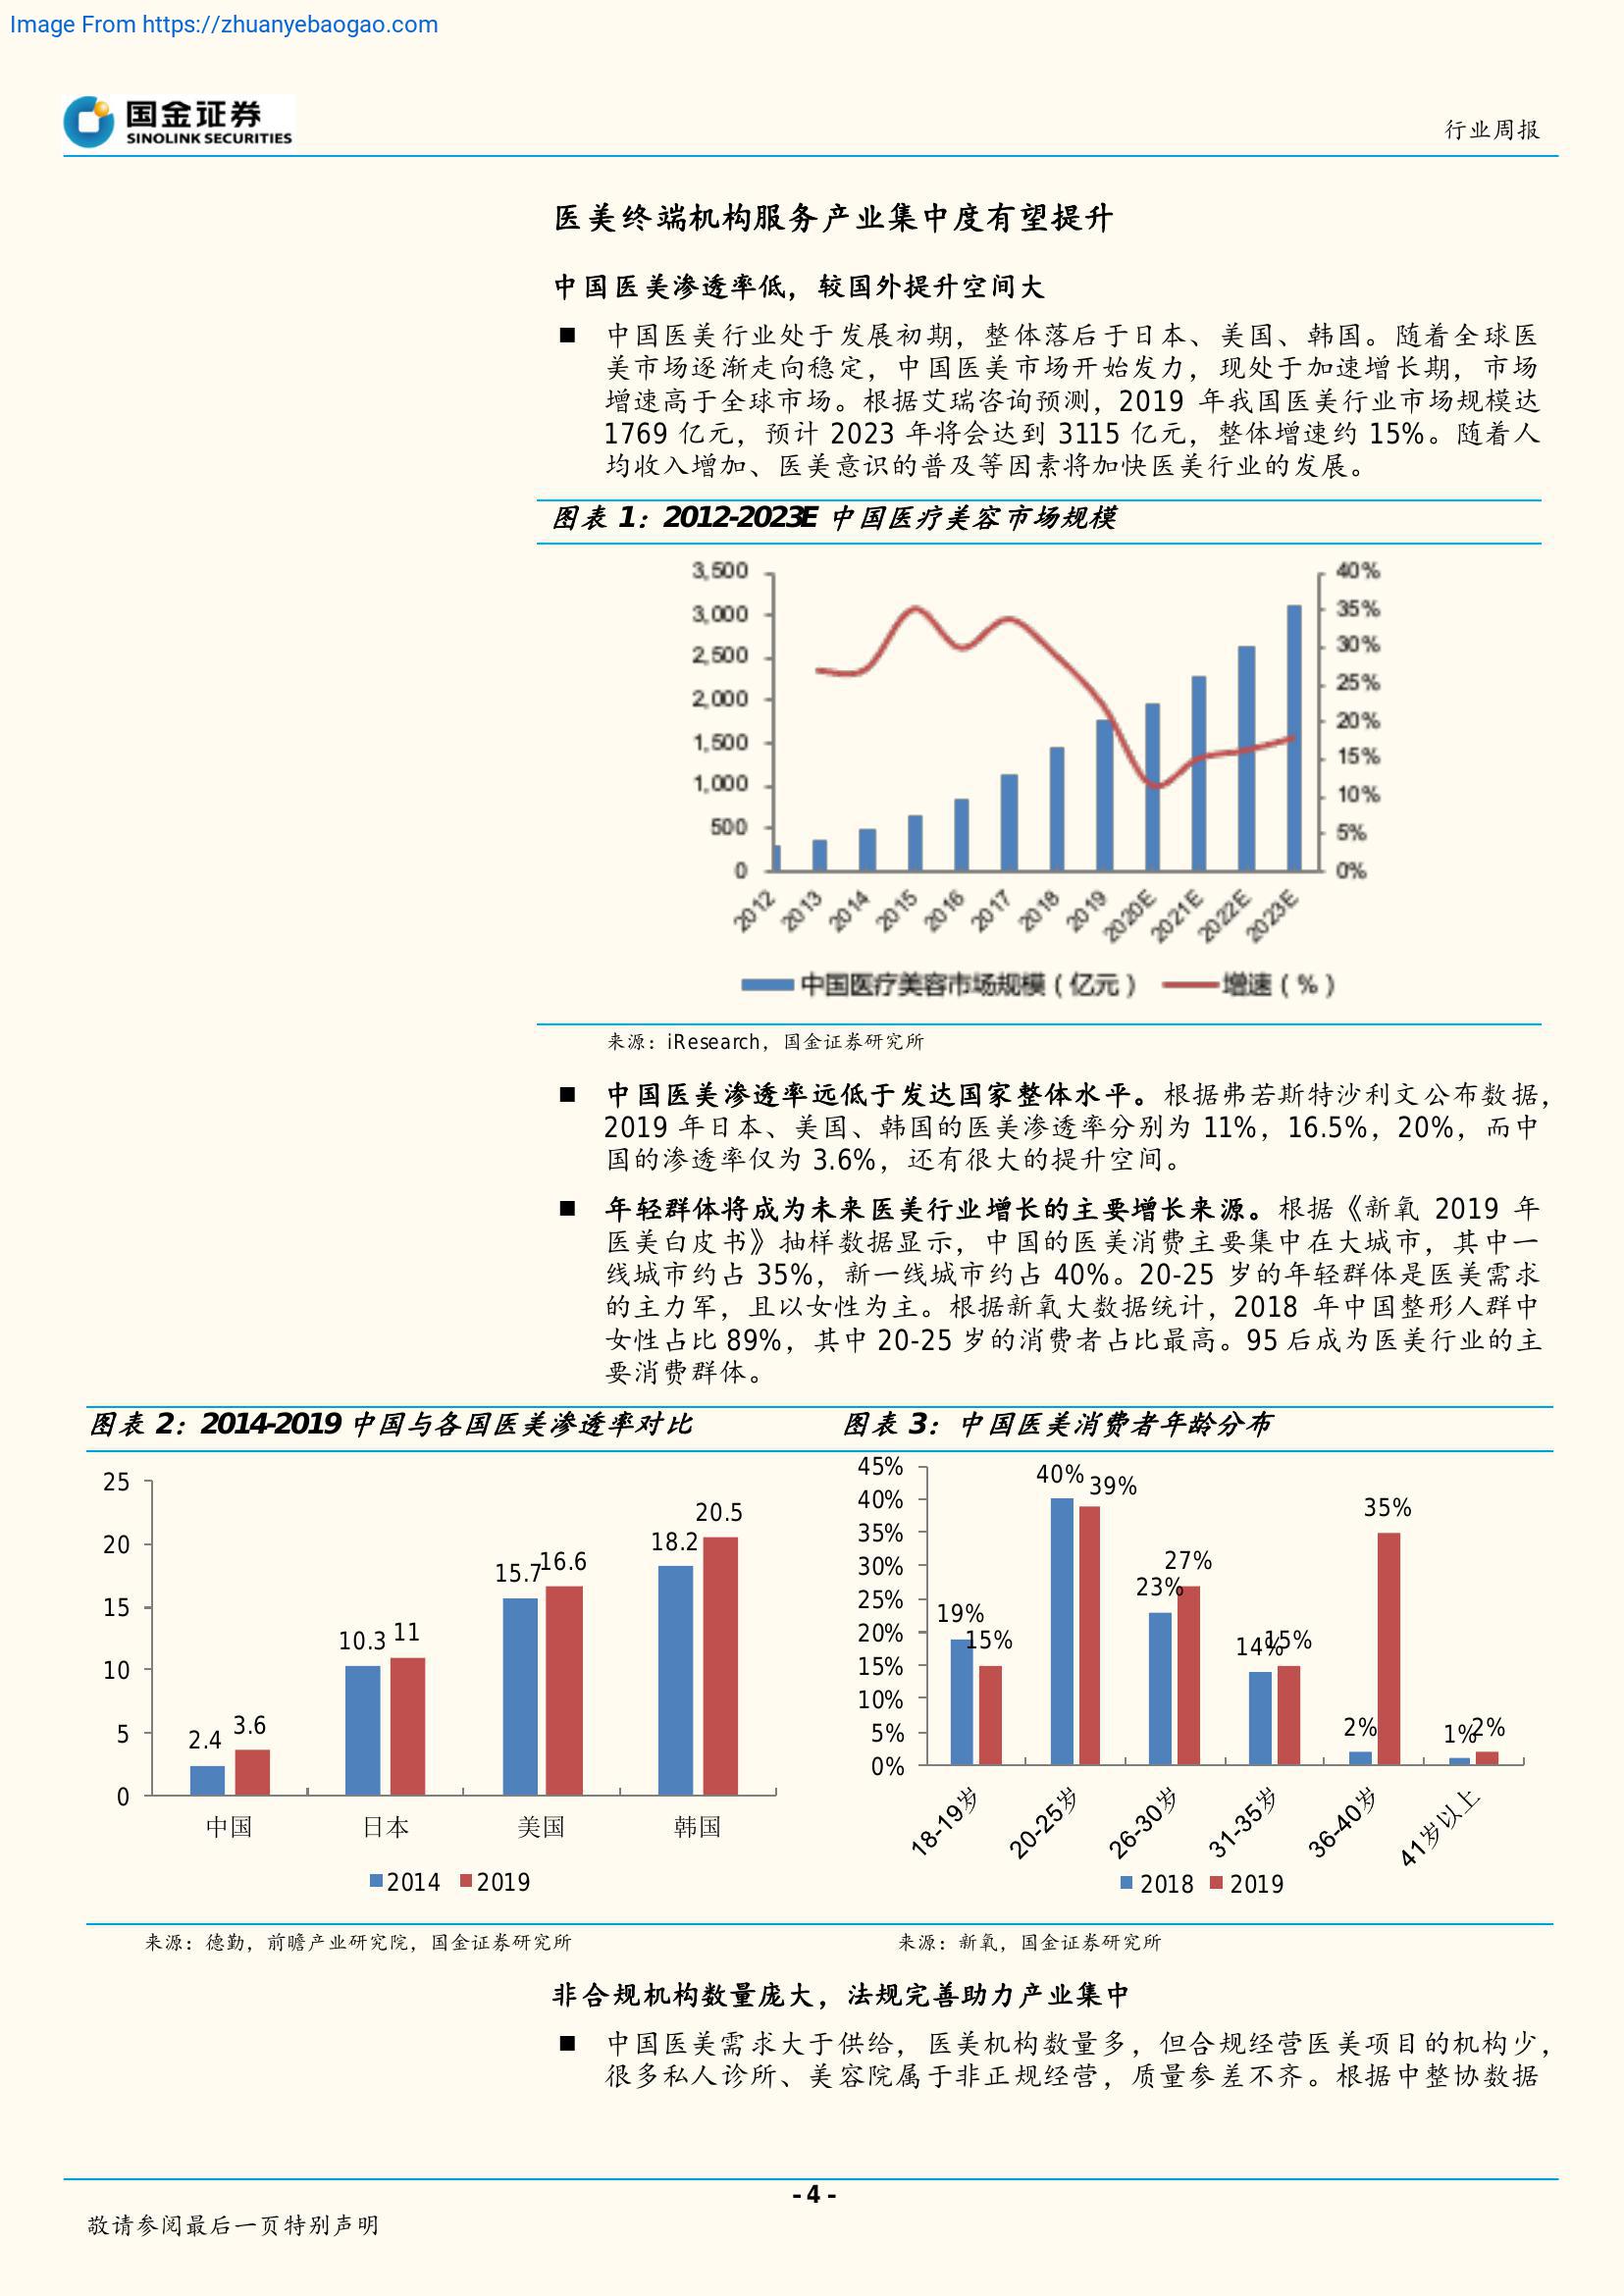 Image From https://zhuanyebaogao.com
国金证券
SINOLINK SECURITIES
行业周报
医美终端机构服务产业集中度有望提升
中国医美渗透率低，较国外提升空间大
■ 中国医美行业处于发展初期，整体落后于日本、美国、韩国。随着全球医
美市场逐渐走向稳定，中国医美市场开始发力，现处于加速增长期，市场
增速高于全球市场。根据艾瑞咨询预测，2019 年我国医美行业市场规模达
1769 亿元，预计 2023 年将会达到 3115 亿元，整体增速约 15%。随着人
均收入增加、医美意识的普及等因素将加快医美行业的发展。
图表 1：2012-2023E 中国医疗美容市场规模
3,500
3,000
2,500
2,000
1,500
1,000
500
0
40%
35%
30%
25%
20%
15%
10%
5%
0%
2012 2013 2014 2015 2016 2017 2018 2019 2020E 2021E 2022E 2023E
中国医疗美容市场规模（亿元） 增速（%）
来源：iResearch，国金证券研究所
■ 中国医美渗透率远低于发达国家整体水平。根据弗若斯特沙利文公布数据，
2019 年日本、美国、韩国的医美渗透率分别为 11%，16.5%，20%，而中
国的渗透率仅为 3.6%，还有很大的提升空间。
■ 年轻群体将成为未来医美行业增长的主要增长来源。根据《新氧 2019 年
医美白皮书》抽样数据显示，中国的医美消费主要集中在大城市，其中一
线城市约占 35%，新一线城市约占 40%。20-25 岁的年轻群体是医美需求
的主力军，且以女性为主。根据新氧大数据统计，2018 年中国整形人群中
女性占比 89%，其中 20-25 岁的消费者占比最高。95 后成为医美行业的主
要消费群体。
图表 2：2014-2019 中国与各国医美渗透率对比
25
20
15
10
5
0
2.4 3.6 10.3 11 15.7 16.6 18.2 20.5
中国 日本 美国 韩国
2014 2019
来源：德勤，前瞻产业研究院，国金证券研究所
图表 3：中国医美消费者年龄分布
45%
40%
35%
30%
25%
20%
15%
10%
5%
0%
19% 15% 40% 39% 23% 27% 14% 15% 2% 35% 1% 2%
18-19岁 20-25岁 26-30岁 31-35岁 36-40岁 41岁以上
2018 2019
来源：新氧，国金证券研究所
非合规机构数量庞大，法规完善助力产业集中
■ 中国医美需求大于供给，医美机构数量多，但合规经营医美项目的机构少，
很多私人诊所、美容院属于非正规经营，质量参差不齐。根据中整协数据
- 4 -
敬请参阅最后一页特别声明